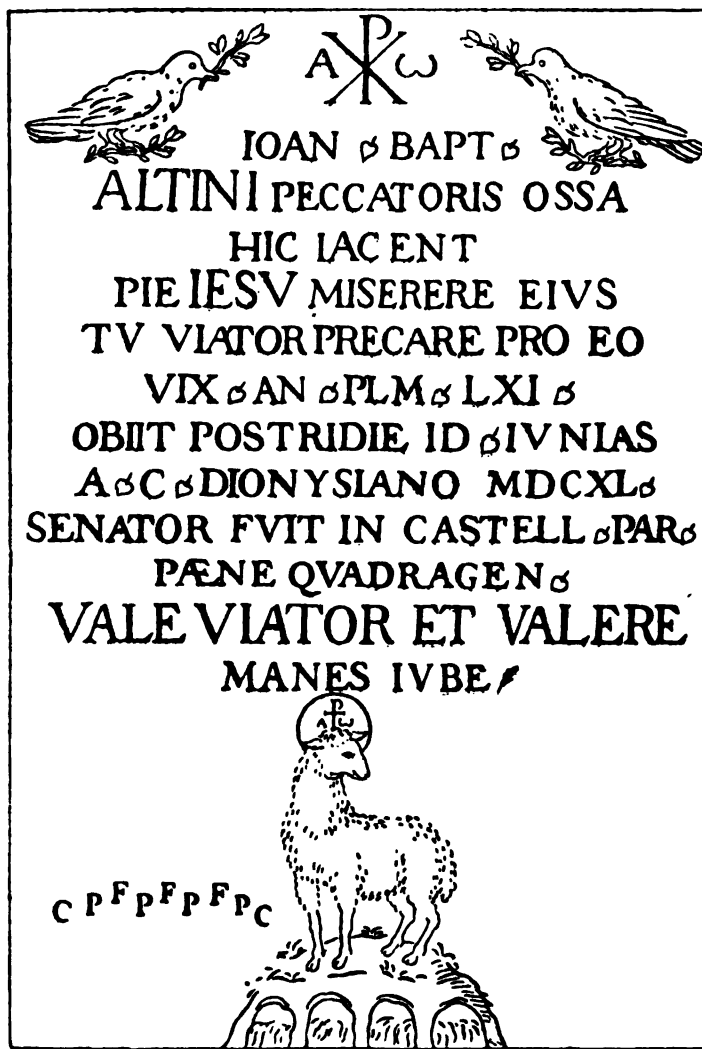 Α ☧ ω
IOAN BAPT
ALTINI PECCATORIS OSSA
HIC IACENT
PIE IESV MISERERE EIVS
TV VIATOR PRECARE PRO EO
VIX AN PLM LXI
OBIIT POSTRIDIE ID IVNIAS
A C DIONYSIANO MDCXL
SENATOR FVIT IN CASTELL PAR
PÆNE QVADRAGEN
VALE VIATOR ET VALERE
MANES IVBE
Α ☧ ω
C P F P F P F P C